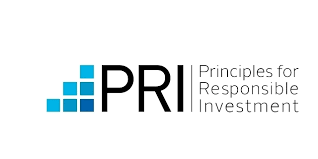 PRI
Principles for
Responsible
Investment